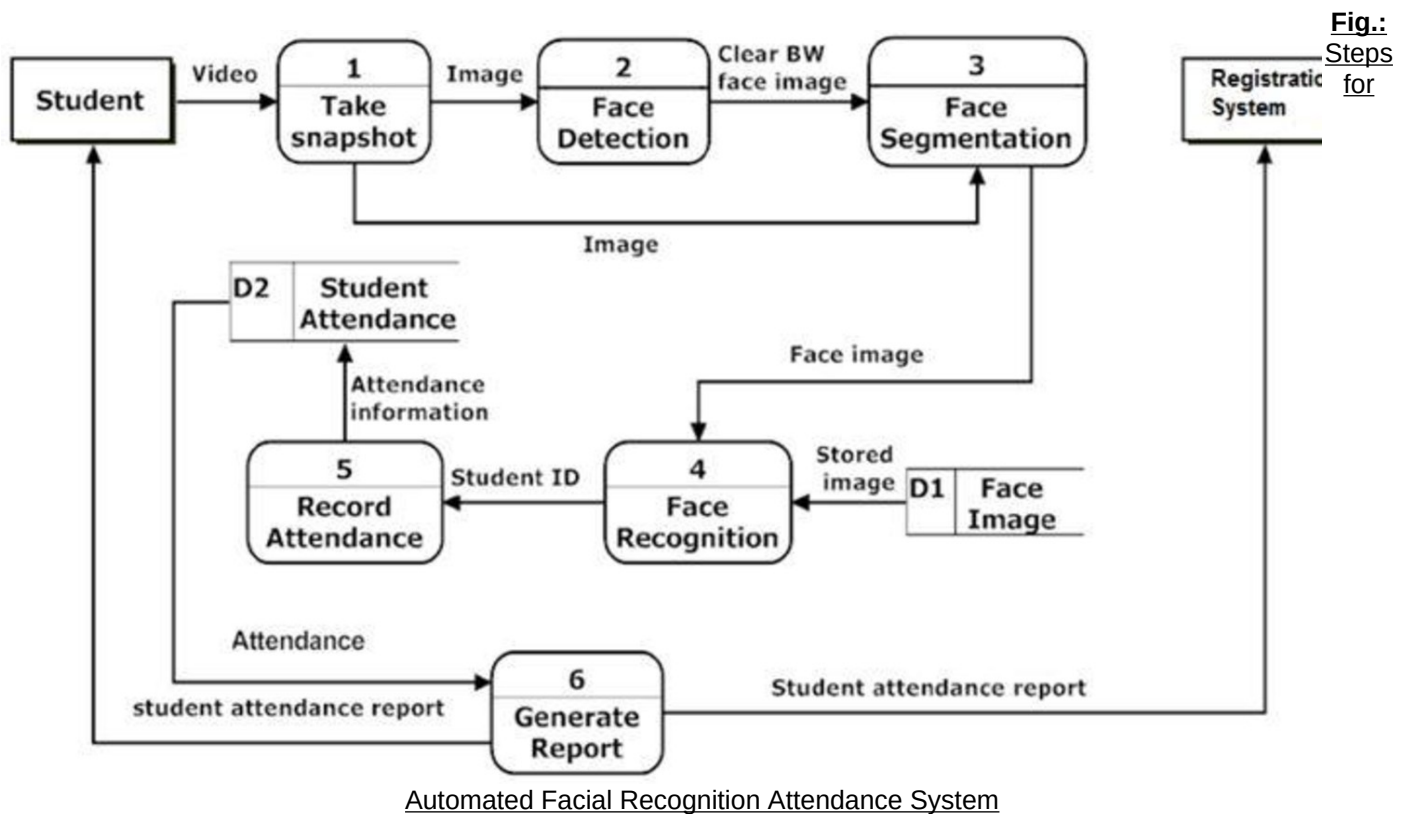 Fig.:
Steps
for
Student
Video
1
Take
snapshot
Image
2
Face
Detection
Clear BW
face image
3
Face
Segmentation
Registratio
System
Image
D2
Student
Attendance
Face image
Attendance
information
5
Record
Attendance
Student ID
4
Face
Recognition
Stored
image
D1
Face
Image
Attendance
6
Generate
Report
student attendance report
Student attendance report
Automated Facial Recognition Attendance System